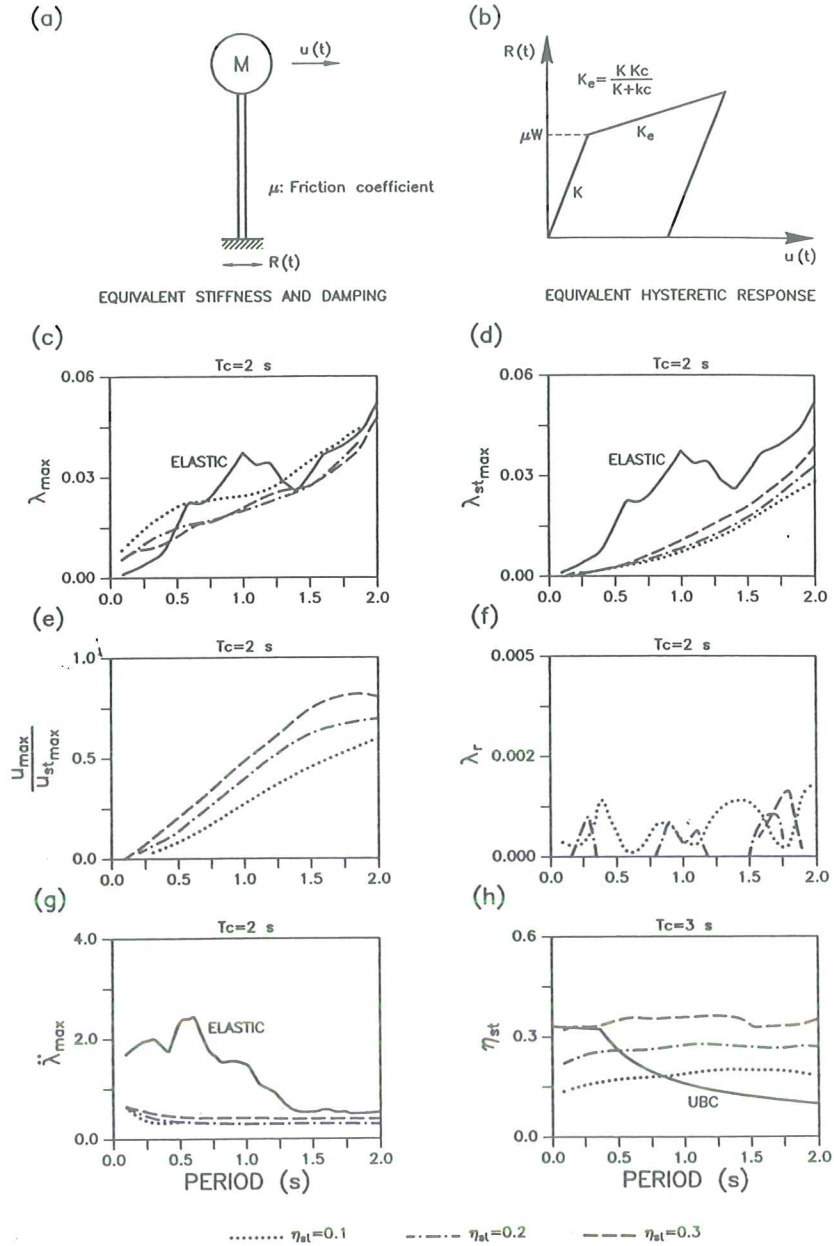 (a)
M
u(t)
μ: Friction coefficient
R(t)
EQUIVALENT STIFFNESS AND DAMPING
(b)
R(t)
K_e = K Kc / K+kc
μW
K_e
K
u(t)
EQUIVALENT HYSTERETIC RESPONSE
(c)
Tc=2 s
0.06
0.03
0.00
λmax
ELASTIC
0.5 1.0 1.5 2.0
(d)
Tc=2 s
0.06
0.03
0.00
λst max
ELASTIC
0.0 0.5 1.0 1.5 2.0
(e)
Tc=2 s
1.0
0.5
0.0
umax / ust max
0.0 0.5 1.0 1.5 2.0
(f)
Tc=2 s
0.005
0.002
0.000
λr
0.0 0.5 1.0 1.5 2.0
(g)
Tc=2 s
4.0
2.0
0.0
λ̈max
ELASTIC
0.0 0.5 1.0 1.5 2.0
PERIOD (s)
(h)
Tc=3 s
0.6
0.3
0.0
ηst
UBC
0.0 0.5 1.0 1.5 2.0
PERIOD (s)
ηst=0.1 ηst=0.2 ηst=0.3